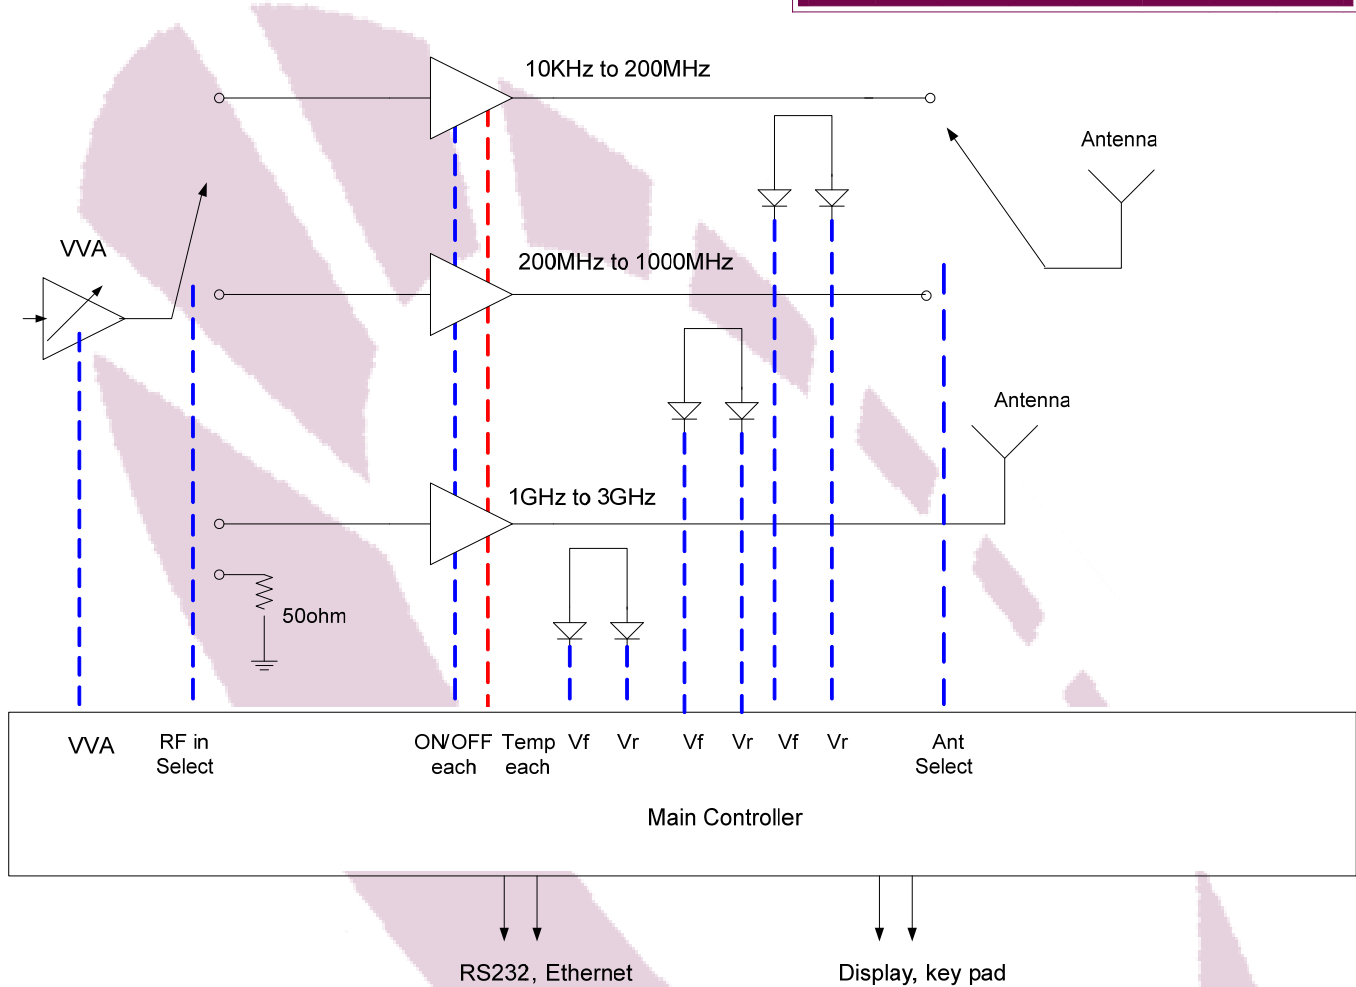 10KHz to 200MHz
Antenna
VVA
200MHz to 1000MHz
Antenna
1GHz to 3GHz
50ohm
VVA
RF in
Select
ON/OFF
each
Temp
each
Vf
Vr
Vf
Vr
Vf
Vr
Ant
Select
Main Controller
RS232, Ethernet
Display, key pad